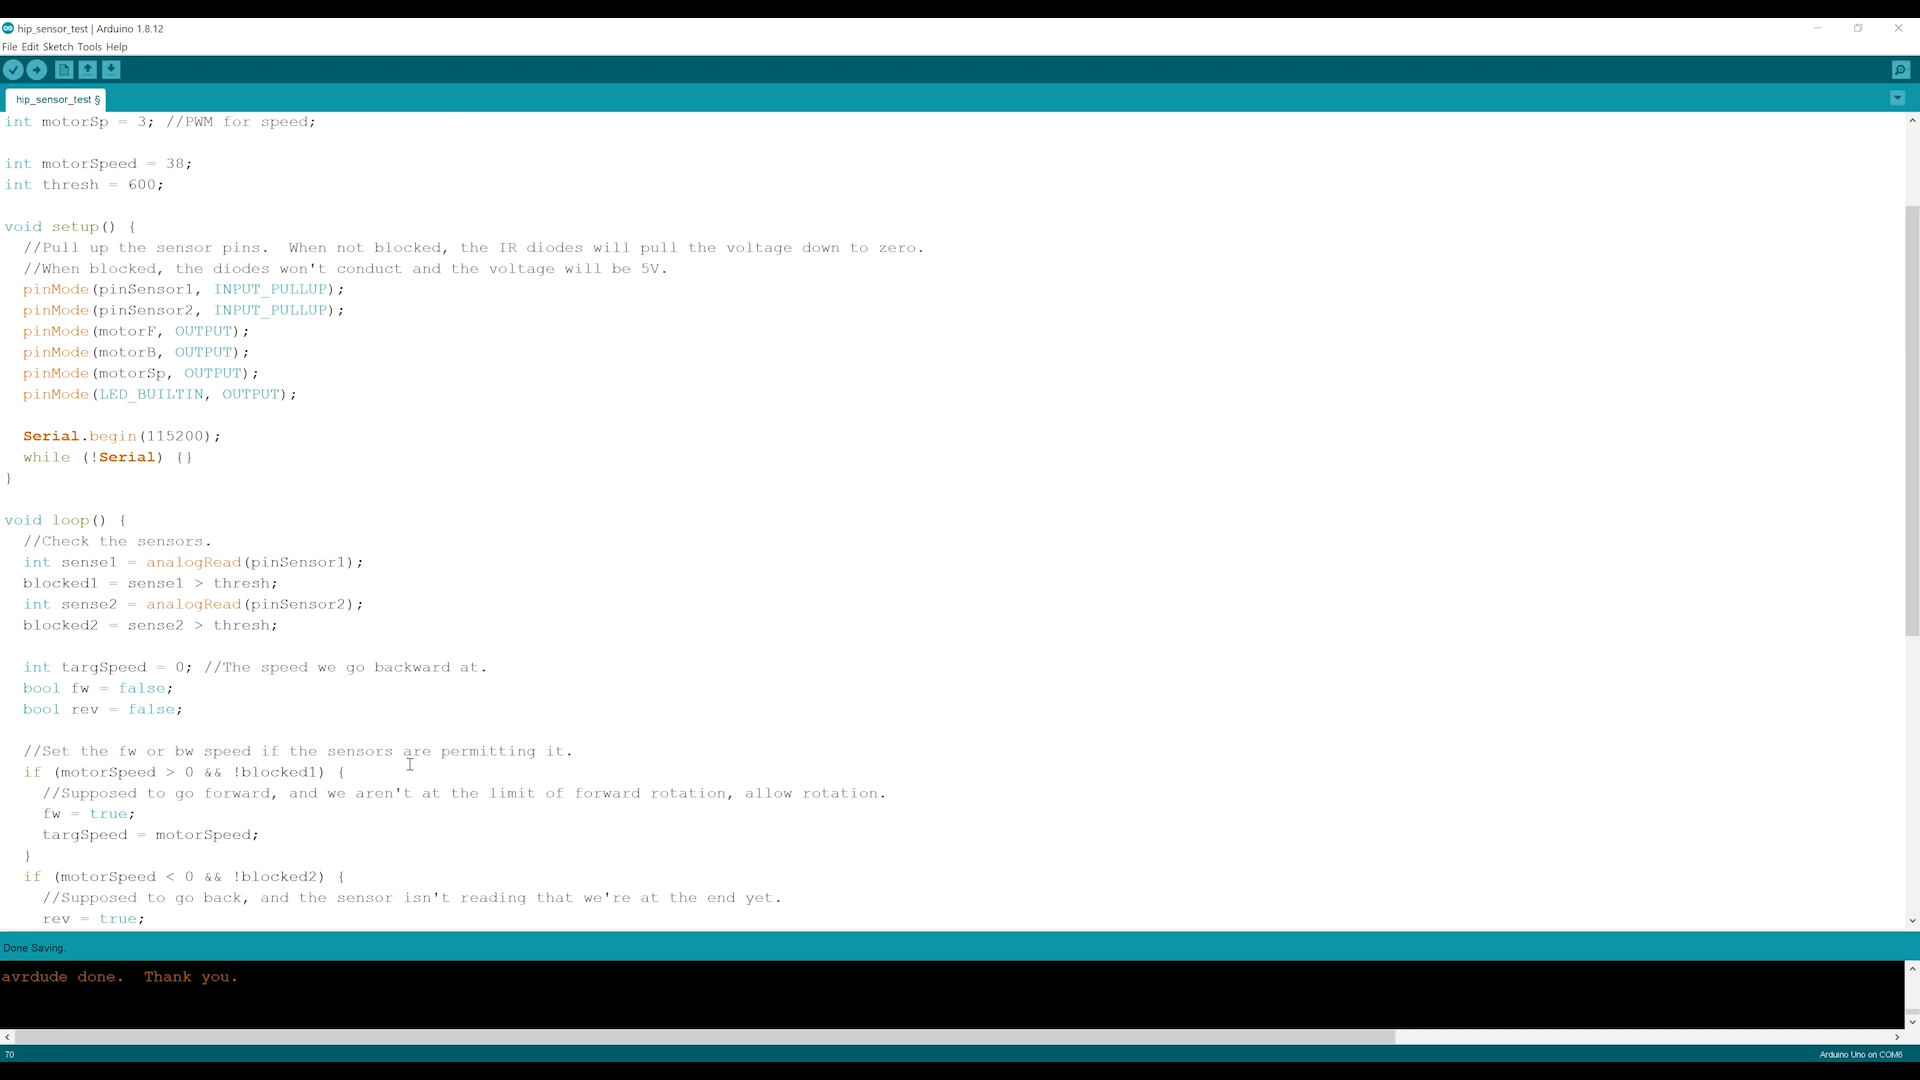 hip_sensor_test | Arduino 1.8.12
File Edit Sketch Tools Help
hip_sensor_test §
int motorSp = 3; //PWM for speed;
int motorSpeed = 38;
int thresh = 600;
void setup() {
//Pull up the sensor pins.  When not blocked, the IR diodes will pull the voltage down to zero.
//When blocked, the diodes won't conduct and the voltage will be 5V.
pinMode(pinSensor1, INPUT_PULLUP);
pinMode(pinSensor2, INPUT_PULLUP);
pinMode(motorF, OUTPUT);
pinMode(motorB, OUTPUT);
pinMode(motorSp, OUTPUT);
pinMode(LED_BUILTIN, OUTPUT);
Serial.begin(115200);
while (!Serial) {}
}
void loop() {
//Check the sensors.
int sense1 = analogRead(pinSensor1);
blocked1 = sense1 > thresh;
int sense2 = analogRead(pinSensor2);
blocked2 = sense2 > thresh;
int targSpeed = 0; //The speed we go backward at.
bool fw = false;
bool rev = false;
//Set the fw or bw speed if the sensors are permitting it.
if (motorSpeed > 0 && !blocked1) {
//Supposed to go forward, and we aren't at the limit of forward rotation, allow rotation.
fw = true;
targSpeed = motorSpeed;
}
if (motorSpeed < 0 && !blocked2) {
//Supposed to go back, and the sensor isn't reading that we're at the end yet.
rev = true;
Done Saving.
avrdude done.  Thank you.
70
Arduino Uno on COM6